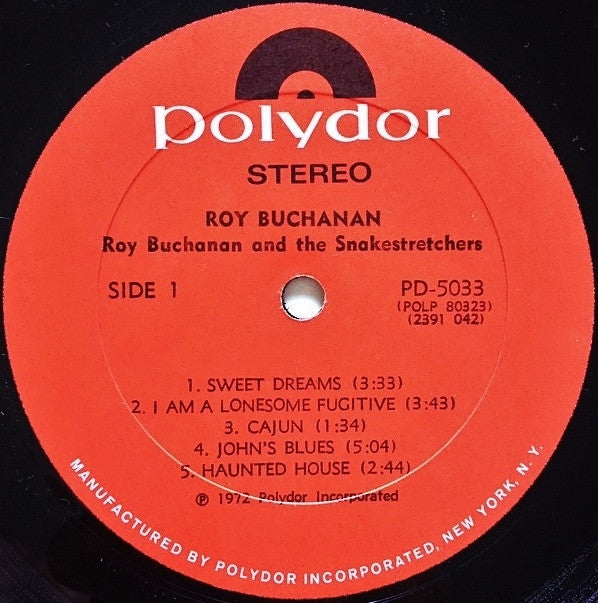 polydor
STEREO
ROY BUCHANAN
Roy Buchanan and the Snakestretchers
SIDE 1
PD-5033
(POLP 80323)
(2391 042)
1. SWEET DREAMS (3:33)
2. I AM A LONESOME FUGITIVE (3:43)
3. CAJUN (1:34)
4. JOHN'S BLUES (5:04)
5. HAUNTED HOUSE (2:44)
℗ 1972 Polydor Incorporated
MANUFACTURED BY POLYDOR INCORPORATED, NEW YORK, N.Y.